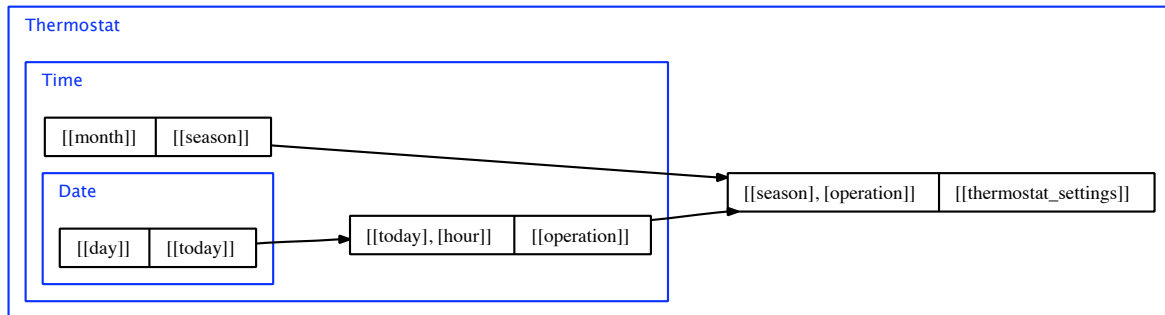 Thermostat
Time
[[month]] [[season]]
Date
[[season], [operation]] [[thermostat_settings]]
[[day]] [[today]]
[[today], [hour]] [[operation]]